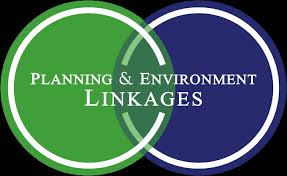 PLANNING & ENVIRONMENT
LINKAGES